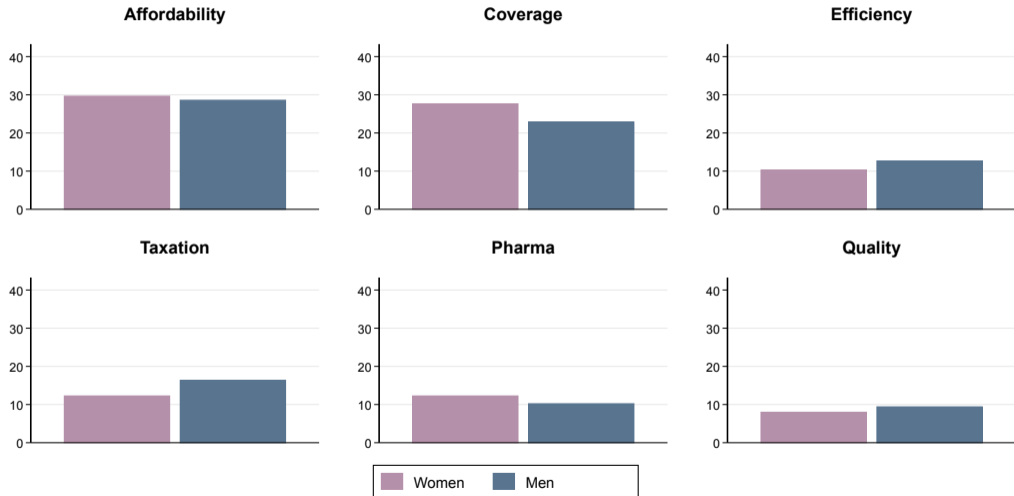 Affordability Coverage Efficiency
40 40 40
30 30 30
20 20 20
10 10 10
0 0 0
Taxation Pharma Quality
40 40 40
30 30 30
20 20 20
10 10 10
0 0 0
Women Men